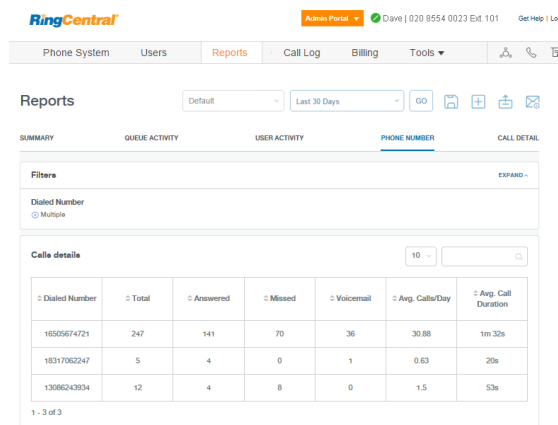 RingCentral
Admin Portal Dave | 020 8554 0023 Ext. 101 Get Help | Lo
Phone System Users Reports Call Log Billing Tools
Reports Default Last 30 Days GO
SUMMARY QUEUE ACTIVITY USER ACTIVITY PHONE NUMBER CALL DETAIL
Filters EXPAND
Dialed Number
Multiple
Calls details 10
Dialed Number Total Answered Missed Voicemail Avg. Calls/Day Avg. Call Duration
16505674721 247 141 70 36 30.88 1m 32s
18317062247 5 4 0 1 0.63 20s
13086243934 12 4 8 0 1.5 53s
1 - 3 of 3